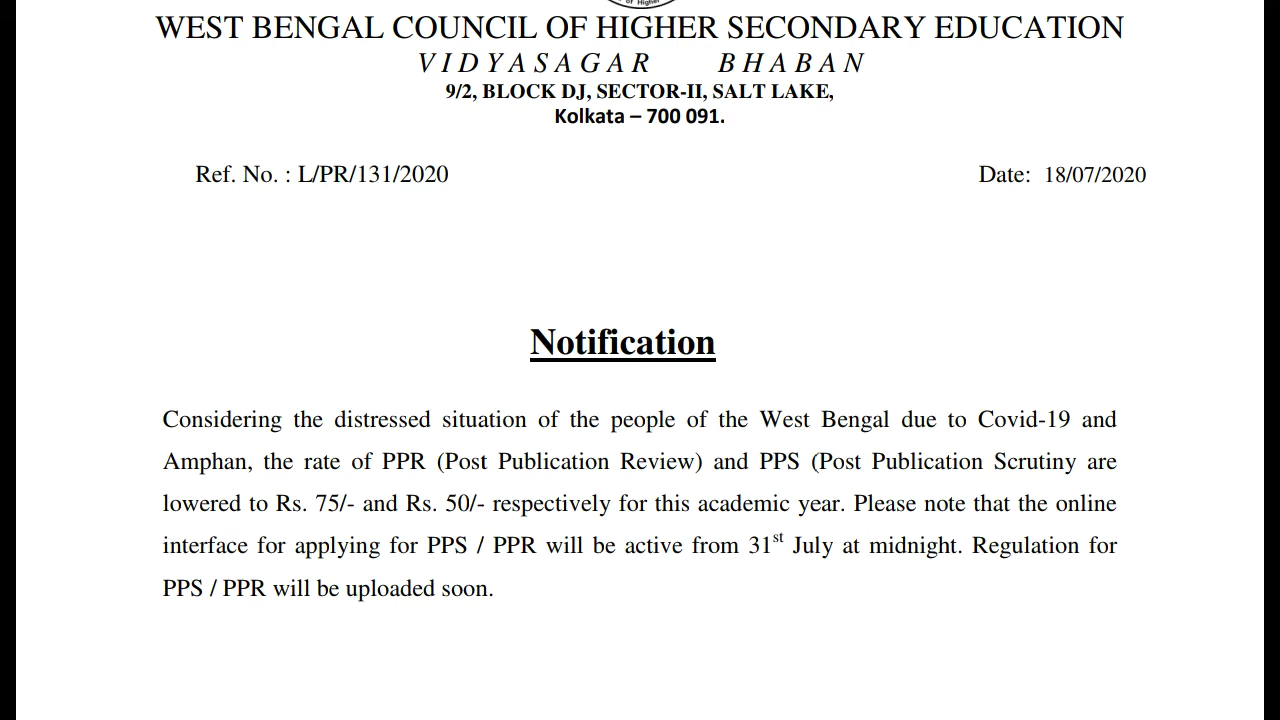 of Higher
WEST BENGAL COUNCIL OF HIGHER SECONDARY EDUCATION
VIDYASAGAR BHABAN
9/2, BLOCK DJ, SECTOR-II, SALT LAKE,
Kolkata – 700 091.
Ref. No. : L/PR/131/2020 Date: 18/07/2020
Notification
Considering the distressed situation of the people of the West Bengal due to Covid-19 and
Amphan, the rate of PPR (Post Publication Review) and PPS (Post Publication Scrutiny are
lowered to Rs. 75/- and Rs. 50/- respectively for this academic year. Please note that the online
interface for applying for PPS / PPR will be active from 31st July at midnight. Regulation for
PPS / PPR will be uploaded soon.